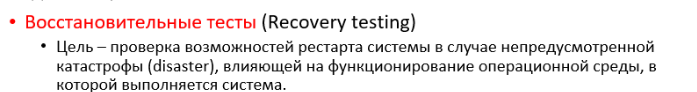 • Восстановительные тесты (Recovery testing)
• Цель – проверка возможностей рестарта системы в случае непредусмотренной
катастрофы (disaster), влияющей на функционирование операционной среды, в
которой выполняется система.